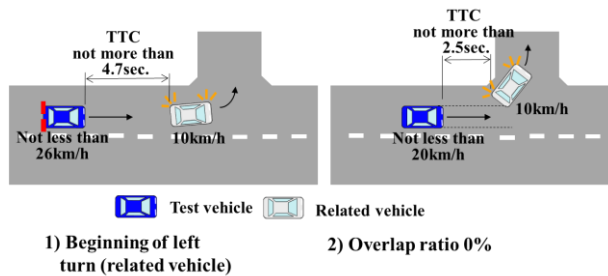 TTC
not more than
4.7sec.
Not less than
26km/h
10km/h
TTC
not more than
2.5sec.
10km/h
Not less than
20km/h
Test vehicle
Related vehicle
1) Beginning of left
turn (related vehicle)
2) Overlap ratio 0%